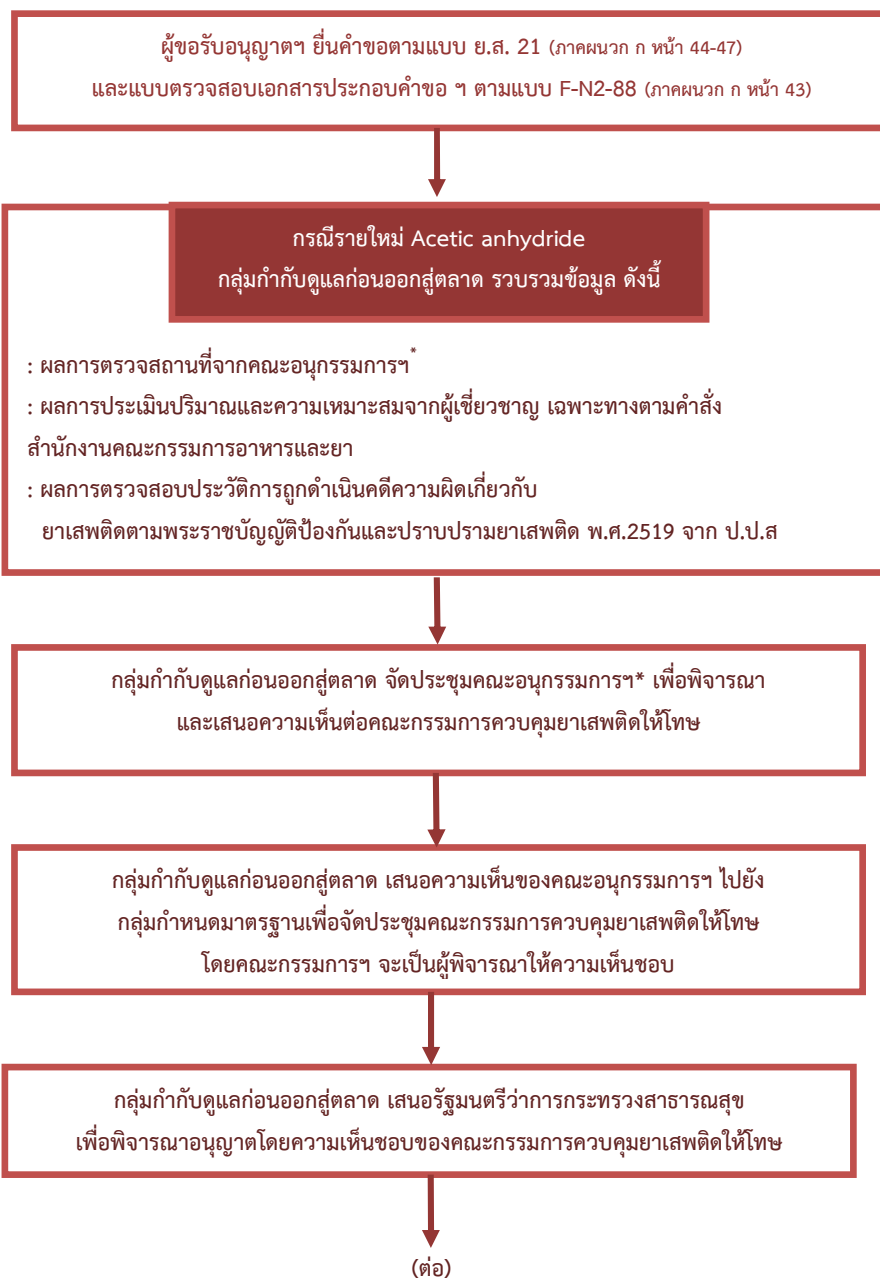 ผู้ขอรับอนุญาตฯ ยื่นคำขอตามแบบ ย.ส. 21 (ภาคผนวก ก หน้า 44-47)
และแบบตรวจสอบเอกสารประกอบคำขอ ฯ ตามแบบ F-N2-88 (ภาคผนวก ก หน้า 43)
กรณีรายใหม่ Acetic anhydride
กลุ่มกำกับดูแลก่อนออกสู่ตลาด รวบรวมข้อมูล ดังนี้
: ผลการตรวจสถานที่จากคณะอนุกรรมการฯ*
: ผลการประเมินปริมาณและความเหมาะสมจากผู้เชี่ยวชาญ เฉพาะทางตามคำสั่ง
สำนักงานคณะกรรมการอาหารและยา
: ผลการตรวจสอบประวัติการถูกดำเนินคดีความผิดเกี่ยวกับ
ยาเสพติดตามพระราชบัญญัติป้องกันและปราบปรามยาเสพติด พ.ศ.2519 จาก ป.ป.ส
กลุ่มกำกับดูแลก่อนออกสู่ตลาด จัดประชุมคณะอนุกรรมการฯ* เพื่อพิจารณา
และเสนอความเห็นต่อคณะกรรมการควบคุมยาเสพติดให้โทษ
กลุ่มกำกับดูแลก่อนออกสู่ตลาด เสนอความเห็นของคณะอนุกรรมการฯ ไปยัง
กลุ่มกำหนดมาตรฐานเพื่อจัดประชุมคณะกรรมการควบคุมยาเสพติดให้โทษ
โดยคณะกรรมการฯ จะเป็นผู้พิจารณาให้ความเห็นชอบ
กลุ่มกำกับดูแลก่อนออกสู่ตลาด เสนอรัฐมนตรีว่าการกระทรวงสาธารณสุข
เพื่อพิจารณาอนุญาตโดยความเห็นชอบของคณะกรรมการควบคุมยาเสพติดให้โทษ
(ต่อ)